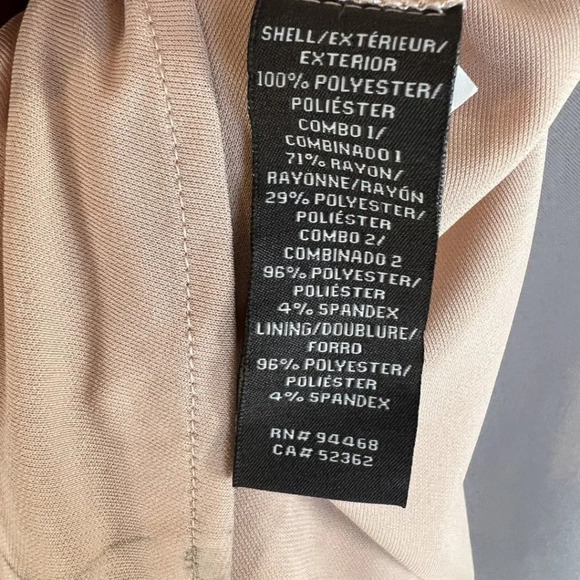 SHELL/EXTÉRIEUR/
EXTERIOR
100% POLYESTER/
POLIÉSTER
COMBO 1/
COMBINADO 1
71% RAYON/
RAYONNE/RAYÓN
29% POLYESTER/
POLIÉSTER
COMBO 2/
COMBINADO 2
96% POLYESTER/
POLIÉSTER
4% SPANDEX
LINING/DOUBLURE/
FORRO
96% POLYESTER/
POLIÉSTER
4% SPANDEX
RN# 94468
CA# 52362